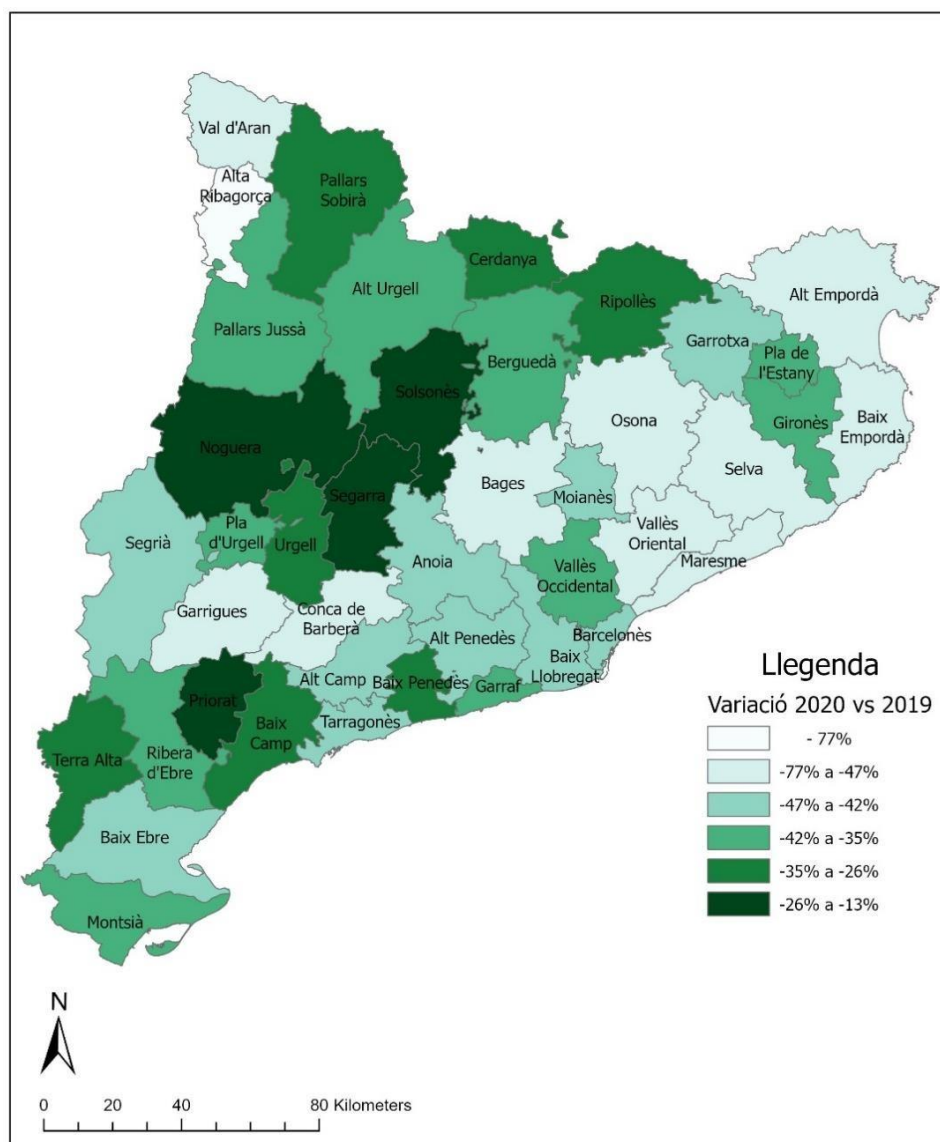 Val d'Aran
Alta
Ribagorça
Pallars
Sobirà
Cerdanya
Ripollès
Alt Empordà
Alt Urgell
Pallars Jussà
Garrotxa
Pla de
l'Estany
Berguedà
Solsonès
Gironès
Baix
Empordà
Osona
Noguera
Selva
Segarra
Bages
Moianès
Pla
d'Urgell
Urgell
Segrià
Vallès
Oriental
Maresme
Anoia
Vallès
Occidental
Garrigues
Conca de
Barberà
Alt Penedès
Barcelonès
Baix
Llobregat
Alt Camp
Baix Penedès
Garraf
Priorat
Baix
Camp
Tarragonès
Terra Alta
Ribera
d'Ebre
Baix Ebre
Montsià
Llegenda
Variació 2020 vs 2019
- 77%
-77% a -47%
-47% a -42%
-42% a -35%
-35% a -26%
-26% a -13%
N
0 20 40 80 Kilometers